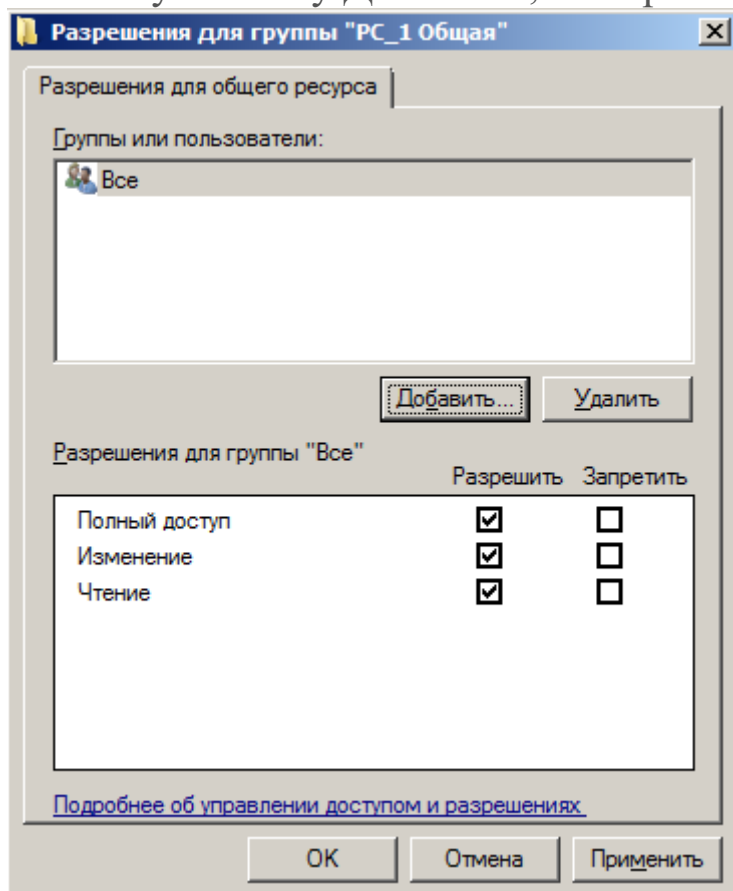 Разрешения для группы "PC_1 Общая"
Разрешения для общего ресурса
Группы или пользователи:
Все
Добавить... Удалить
Разрешения для группы "Все"
Разрешить Запретить
Полный доступ
Изменение
Чтение
Подробнее об управлении доступом и разрешениях
OK Отмена Применить